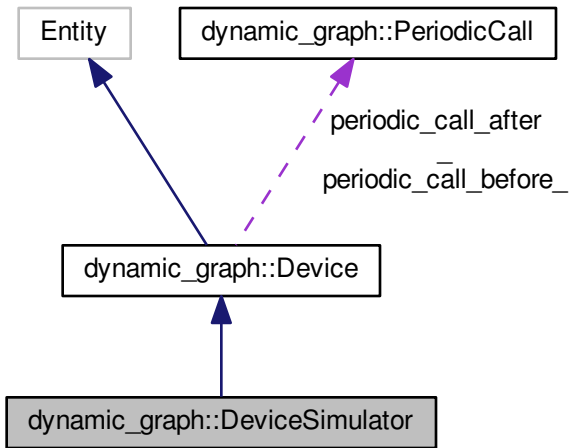 Entity
dynamic_graph::PeriodicCall
periodic_call_after
_
periodic_call_before_
dynamic_graph::Device
dynamic_graph::DeviceSimulator